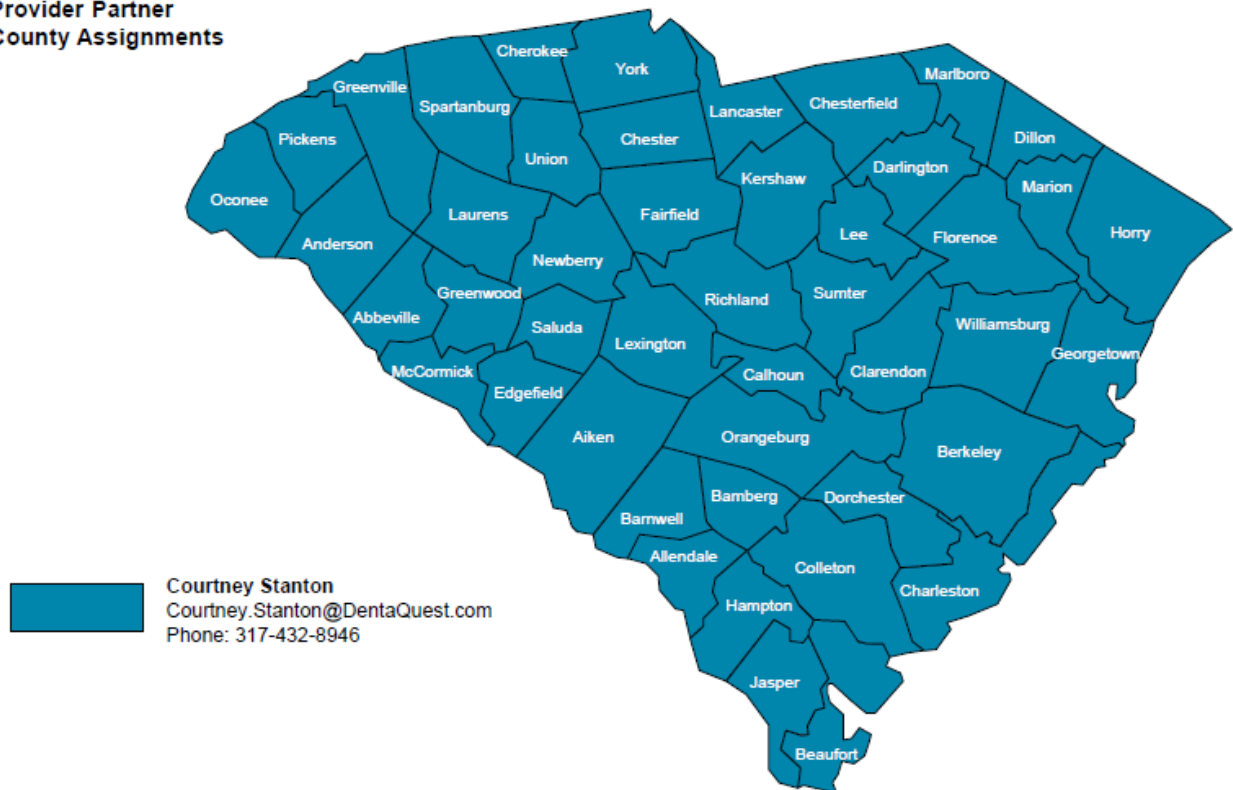 Provider Partner
County Assignments
Cherokee
York
Marlboro
Greenville
Spartanburg
Lancaster
Chesterfield
Pickens
Union
Chester
Dillon
Darlington
Kershaw
Marion
Oconee
Laurens
Fairfield
Lee
Florence
Horry
Anderson
Newberry
Greenwood
Richland
Sumter
Abbeville
Saluda
Lexington
Williamsburg
Georgetown
McCormick
Calhoun
Clarendon
Edgefield
Aiken
Orangeburg
Berkeley
Bamberg
Dorchester
Barnwell
Allendale
Colleton
Charleston
Hampton
Jasper
Beaufort
Courtney Stanton
Courtney.Stanton@DentaQuest.com
Phone: 317-432-8946